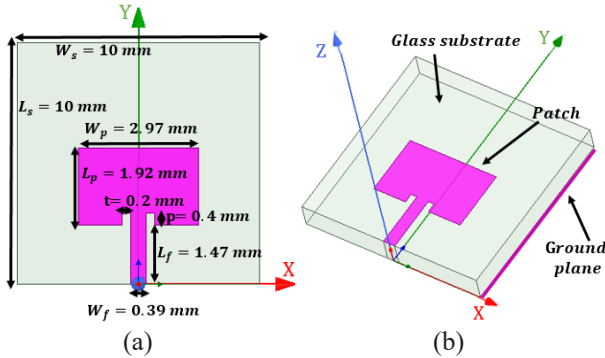 Y
W_s = 10 mm
L_s = 10 mm
W_p = 2.97 mm
L_p = 1.92 mm
t= 0.2 mm
p= 0.4 mm
L_f = 1.47 mm
X
W_f = 0.39 mm
(a)
Z
Glass substrate
Y
Patch
Ground
plane
X
(b)